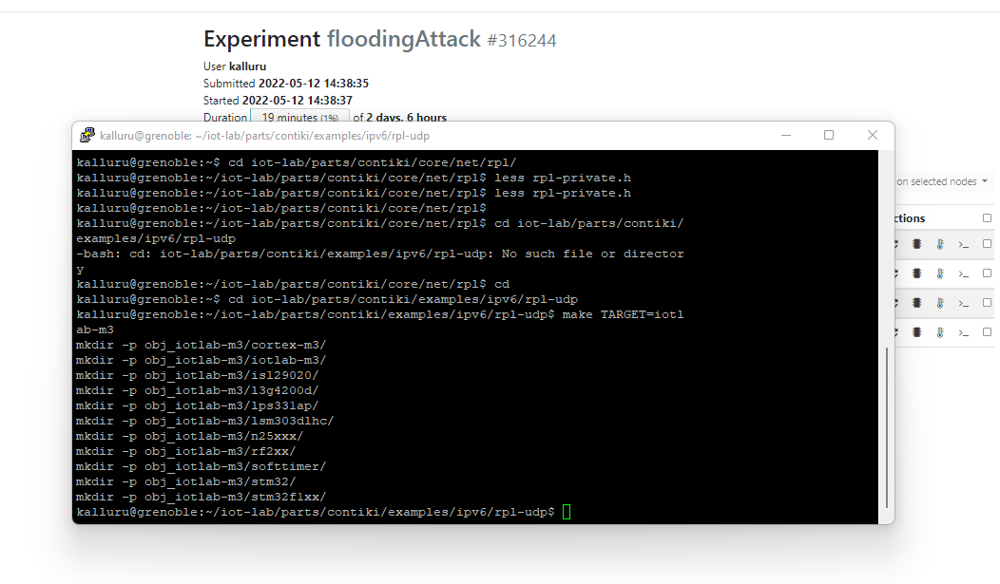 Experiment floodingAttack #316244
User kalluru
Submitted 2022-05-12 14:38:35
Started 2022-05-12 14:38:37
Duration 19 minutes (1%) of 2 days, 6 hours
kalluru@grenoble: ~/iot-lab/parts/contiki/examples/ipv6/rpl-udp
kalluru@grenoble:~$ cd iot-lab/parts/contiki/core/net/rpl/
kalluru@grenoble:~/iot-lab/parts/contiki/core/net/rpl$ less rpl-private.h
kalluru@grenoble:~/iot-lab/parts/contiki/core/net/rpl$ less rpl-private.h
kalluru@grenoble:~/iot-lab/parts/contiki/core/net/rpl$
kalluru@grenoble:~/iot-lab/parts/contiki/core/net/rpl$ cd iot-lab/parts/contiki/
examples/ipv6/rpl-udp
-bash: cd: iot-lab/parts/contiki/examples/ipv6/rpl-udp: No such file or director
y
kalluru@grenoble:~/iot-lab/parts/contiki/core/net/rpl$ cd
kalluru@grenoble:~$ cd iot-lab/parts/contiki/examples/ipv6/rpl-udp
kalluru@grenoble:~/iot-lab/parts/contiki/examples/ipv6/rpl-udp$ make TARGET=iotl
ab-m3
mkdir -p obj_iotlab-m3/cortex-m3/
mkdir -p obj_iotlab-m3/iotlab-m3/
mkdir -p obj_iotlab-m3/isl29020/
mkdir -p obj_iotlab-m3/l3g4200d/
mkdir -p obj_iotlab-m3/lps331ap/
mkdir -p obj_iotlab-m3/lsm303dlhc/
mkdir -p obj_iotlab-m3/n25xxx/
mkdir -p obj_iotlab-m3/rf2xx/
mkdir -p obj_iotlab-m3/softtimer/
mkdir -p obj_iotlab-m3/stm32/
mkdir -p obj_iotlab-m3/stm32f1xx/
kalluru@grenoble:~/iot-lab/parts/contiki/examples/ipv6/rpl-udp$
on selected nodes
ctions